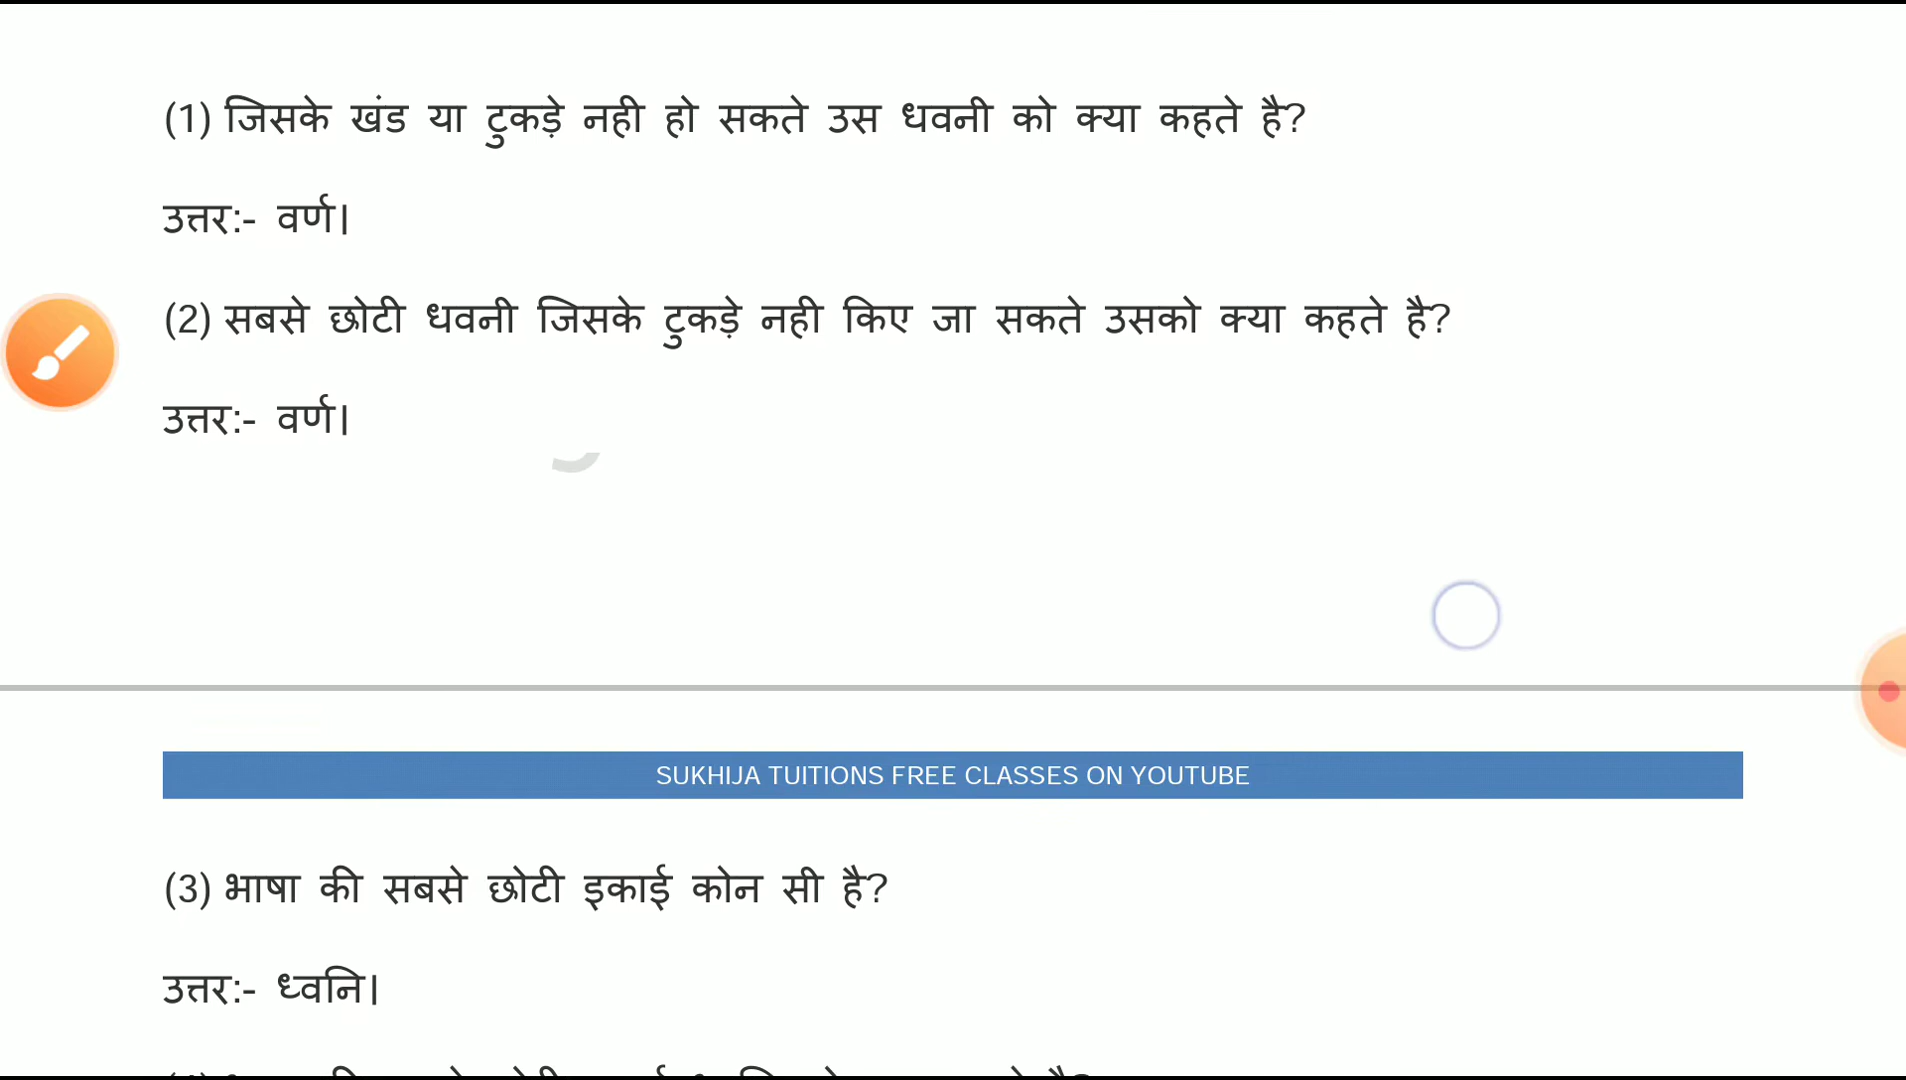 (1) जिसके खंड या टुकड़े नही हो सकते उस धवनी को क्या कहते है?
उत्तर:- वर्ण।
(2) सबसे छोटी धवनी जिसके टुकड़े नही किए जा सकते उसको क्या कहते है?
उत्तर:- वर्ण।
SUKHIJA TUITIONS FREE CLASSES ON YOUTUBE
(3) भाषा की सबसे छोटी इकाई कोन सी है?
उत्तर:- ध्वनि।